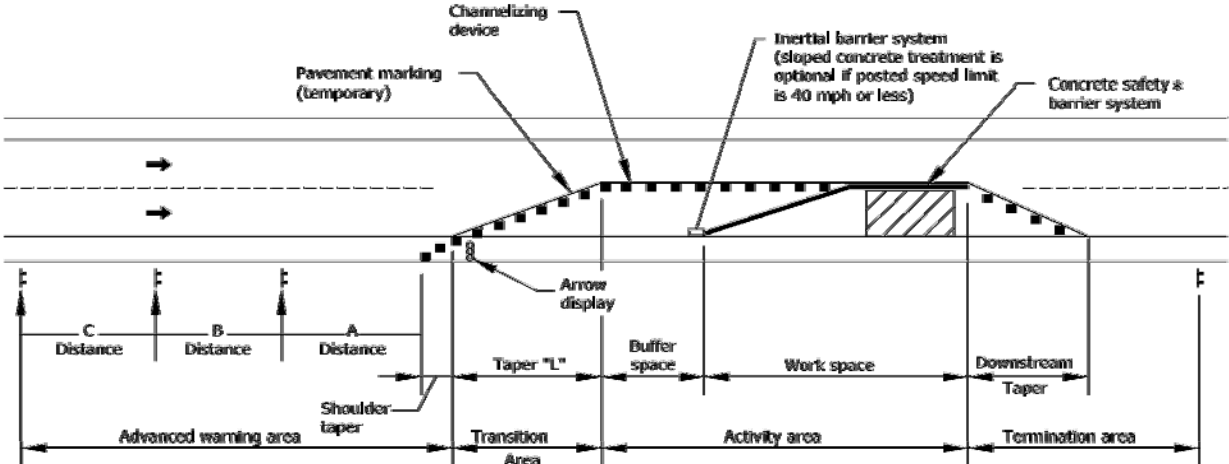 Channelizing
device
Inertial barrier system
(sloped concrete treatment is
optional if posted speed limit
is 40 mph or less)
Pavement marking
(temporary)
Concrete safety *
barrier system
Arrow
display
C
Distance
B
Distance
A
Distance
Taper "L"
Buffer
space
Work space
Downstream
Taper
Shoulder
taper
Advanced warning area
Transition
Area
Activity area
Termination area